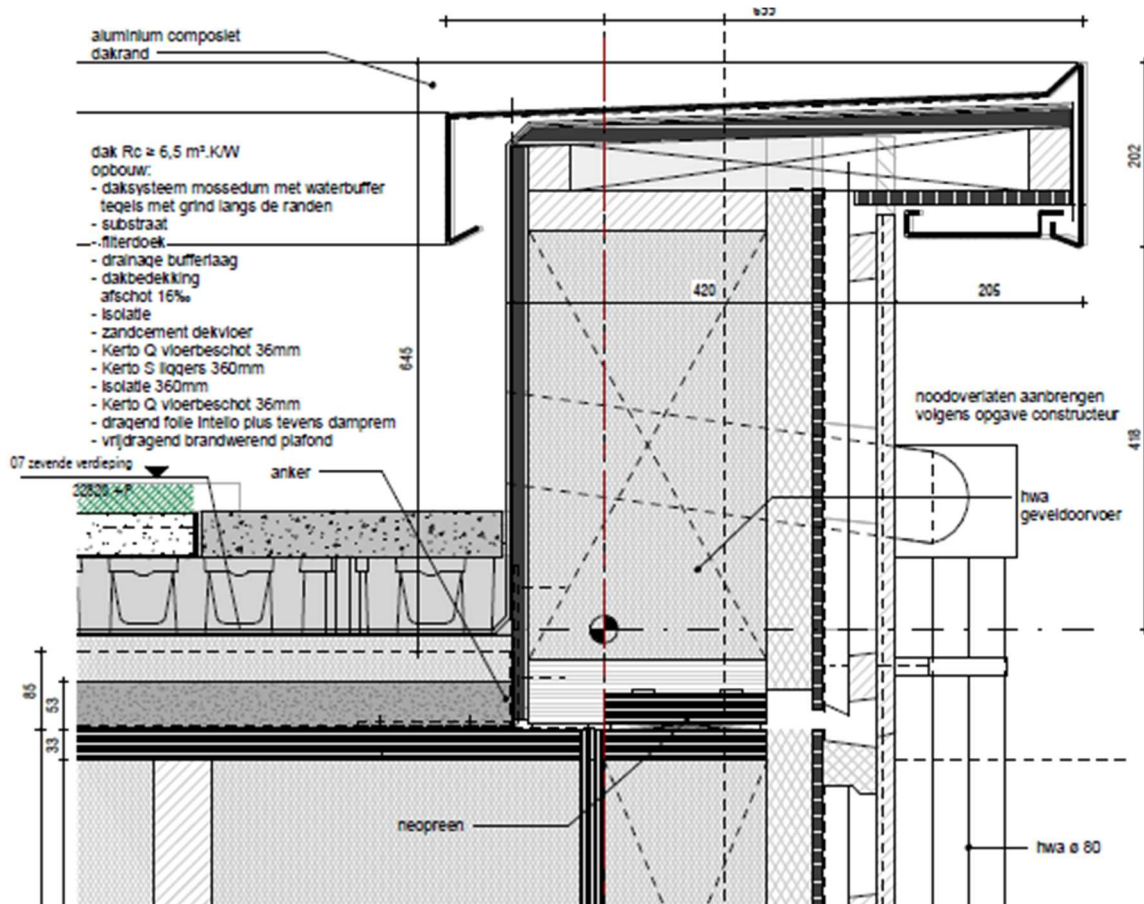 aluminium composiet
dakrand
dak Rc ≥ 6,5 m².K/W
opbouw:
- daksysteem mossedum met waterbuffer
tegels met grind langs de randen
- substraat
- filterdoek
- drainage bufferlaag
- dakbedekking
afschot 16‰
- Isolatie
- zandcement dekvloer
- Kerto Q vloerbeschot 36mm
- Kerto S liggers 360mm
- Isolatie 360mm
- Kerto Q vloerbeschot 36mm
- dragend folie Intello plus tevens damprem
- vrijdragend brandwerend plafond
07 zevende verdieping
anker
645
420
205
202
418
noodoverlaten aanbrengen
volgens opgave constructeur
hwa
geveldoorvoer
85
53
33
neopreen
hwa ø 80